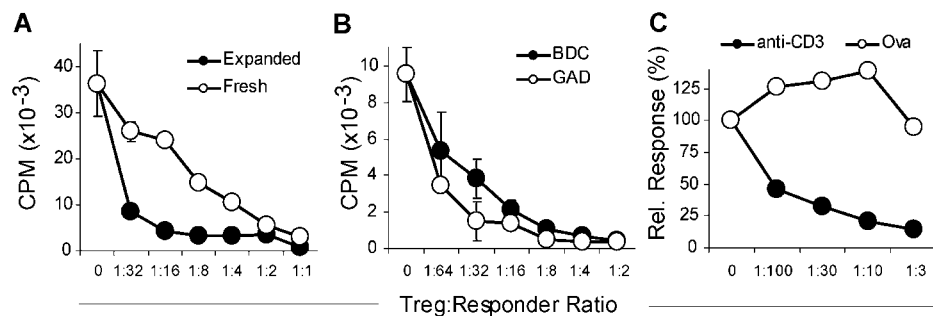 A
Expanded
Fresh
CPM (x10⁻³)
40
30
20
10
0
0 1:32 1:16 1:8 1:4 1:2 1:1
B
BDC
GAD
CPM (x10⁻³)
10
8
6
4
2
0
0 1:64 1:32 1:16 1:8 1:4 1:2
C
anti-CD3 Ova
Rel. Response (%)
125
100
75
50
25
0
0 1:100 1:30 1:10 1:3
Treg:Responder Ratio